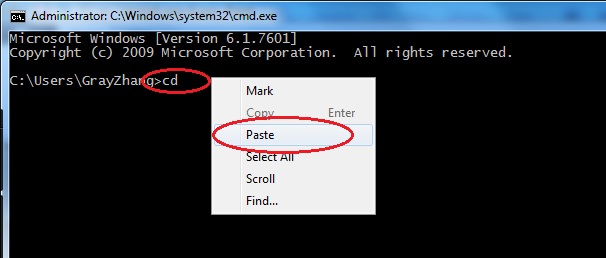 Administrator: C:\Windows\system32\cmd.exe
Microsoft Windows [Version 6.1.7601]
Copyright (c) 2009 Microsoft Corporation.  All rights reserved.
C:\Users\GrayZhang>cd
Mark
Copy Enter
Paste
Select All
Scroll
Find...